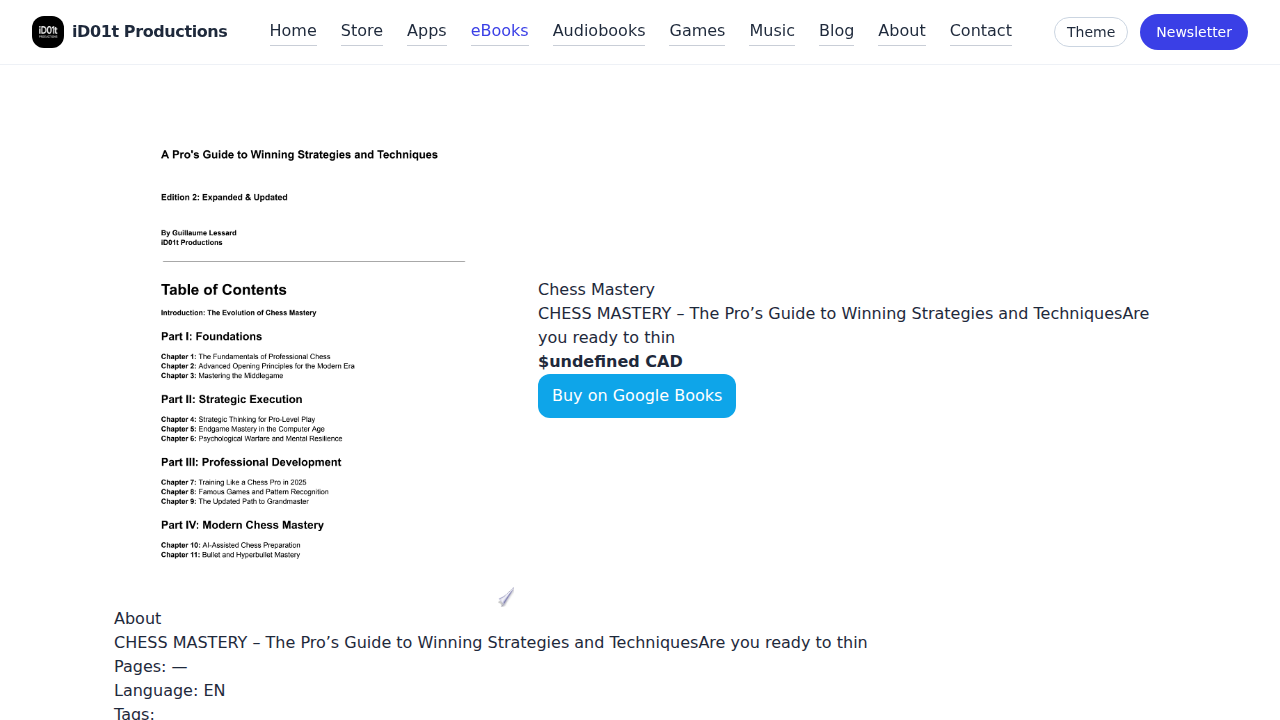 iD01t Productions
Home
Store
Apps
eBooks
Audiobooks
Games
Music
Blog
About
Contact
Theme
Newsletter
A Pro's Guide to Winning Strategies and Techniques
Edition 2: Expanded & Updated
By Guillaume Lessard
iD01t Productions
Table of Contents
Introduction: The Evolution of Chess Mastery
Part I: Foundations
Chapter 1: The Fundamentals of Professional Chess
Chapter 2: Advanced Opening Principles for the Modern Era
Chapter 3: Mastering the Middlegame
Part II: Strategic Execution
Chapter 4: Strategic Thinking for Pro-Level Play
Chapter 5: Endgame Mastery in the Computer Age
Chapter 6: Psychological Warfare and Mental Resilience
Part III: Professional Development
Chapter 7: Training Like a Chess Pro in 2025
Chapter 8: Famous Games and Pattern Recognition
Chapter 9: The Updated Path to Grandmaster
Part IV: Modern Chess Mastery
Chapter 10: AI-Assisted Chess Preparation
Chapter 11: Bullet and Hyperbullet Mastery
Chess Mastery
CHESS MASTERY – The Pro’s Guide to Winning Strategies and TechniquesAre
you ready to thin
$undefined CAD
Buy on Google Books
About
CHESS MASTERY – The Pro’s Guide to Winning Strategies and TechniquesAre you ready to thin
Pages: —
Language: EN
Tags: